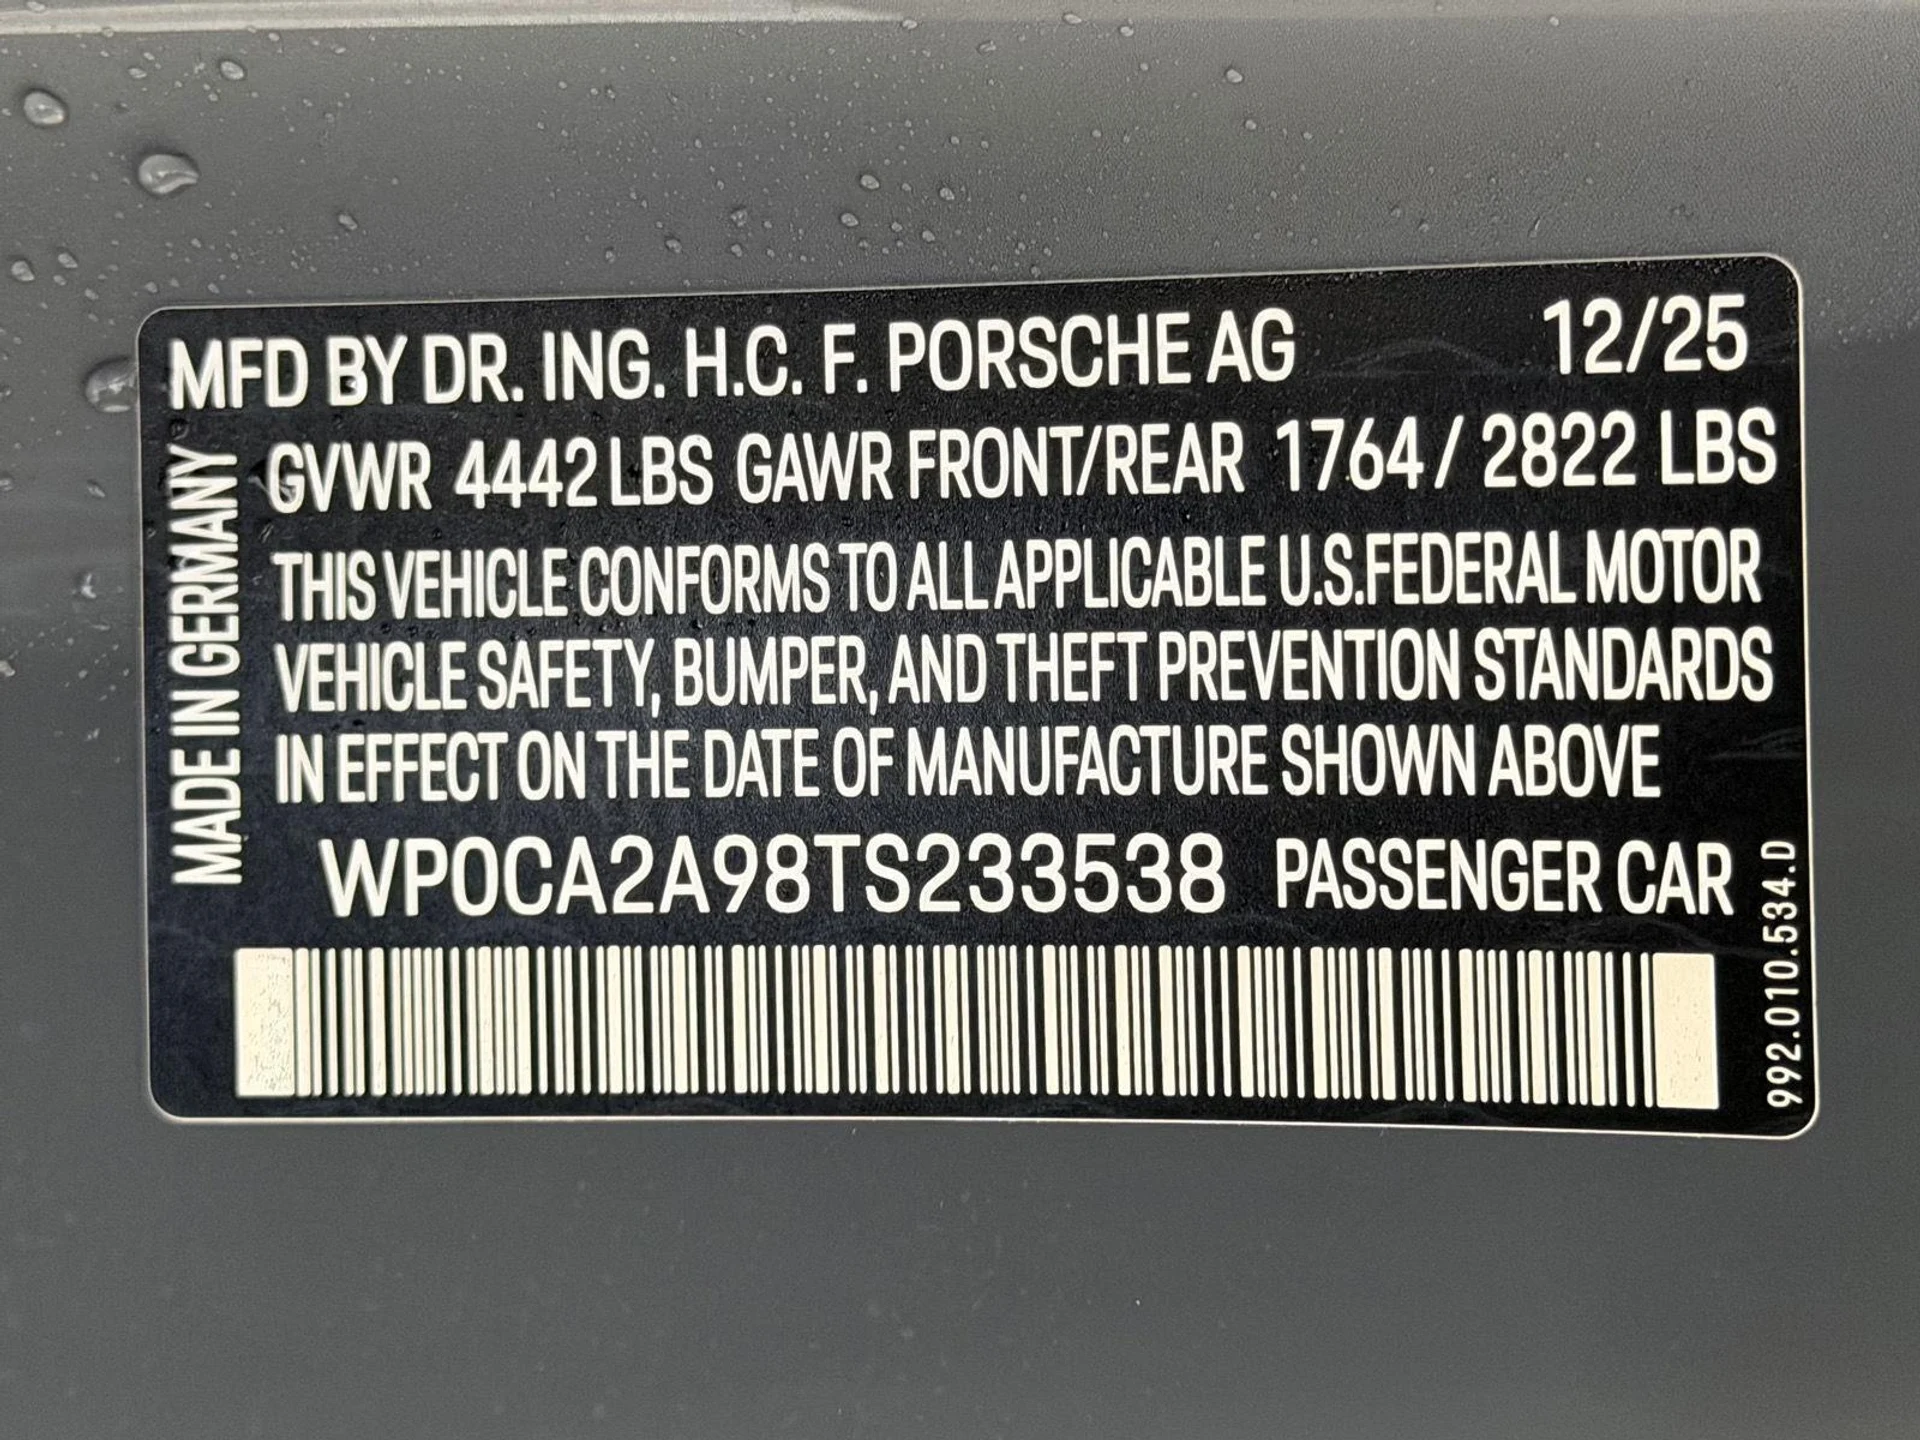 MFD BY DR. ING. H.C. F. PORSCHE AG 12/25
GVWR 4442 LBS GAWR FRONT/REAR 1764 / 2822 LBS
THIS VEHICLE CONFORMS TO ALL APPLICABLE U.S.FEDERAL MOTOR
VEHICLE SAFETY, BUMPER, AND THEFT PREVENTION STANDARDS
IN EFFECT ON THE DATE OF MANUFACTURE SHOWN ABOVE
WP0CA2A98TS233538 PASSENGER CAR
MADE IN GERMANY
992.010.534.D